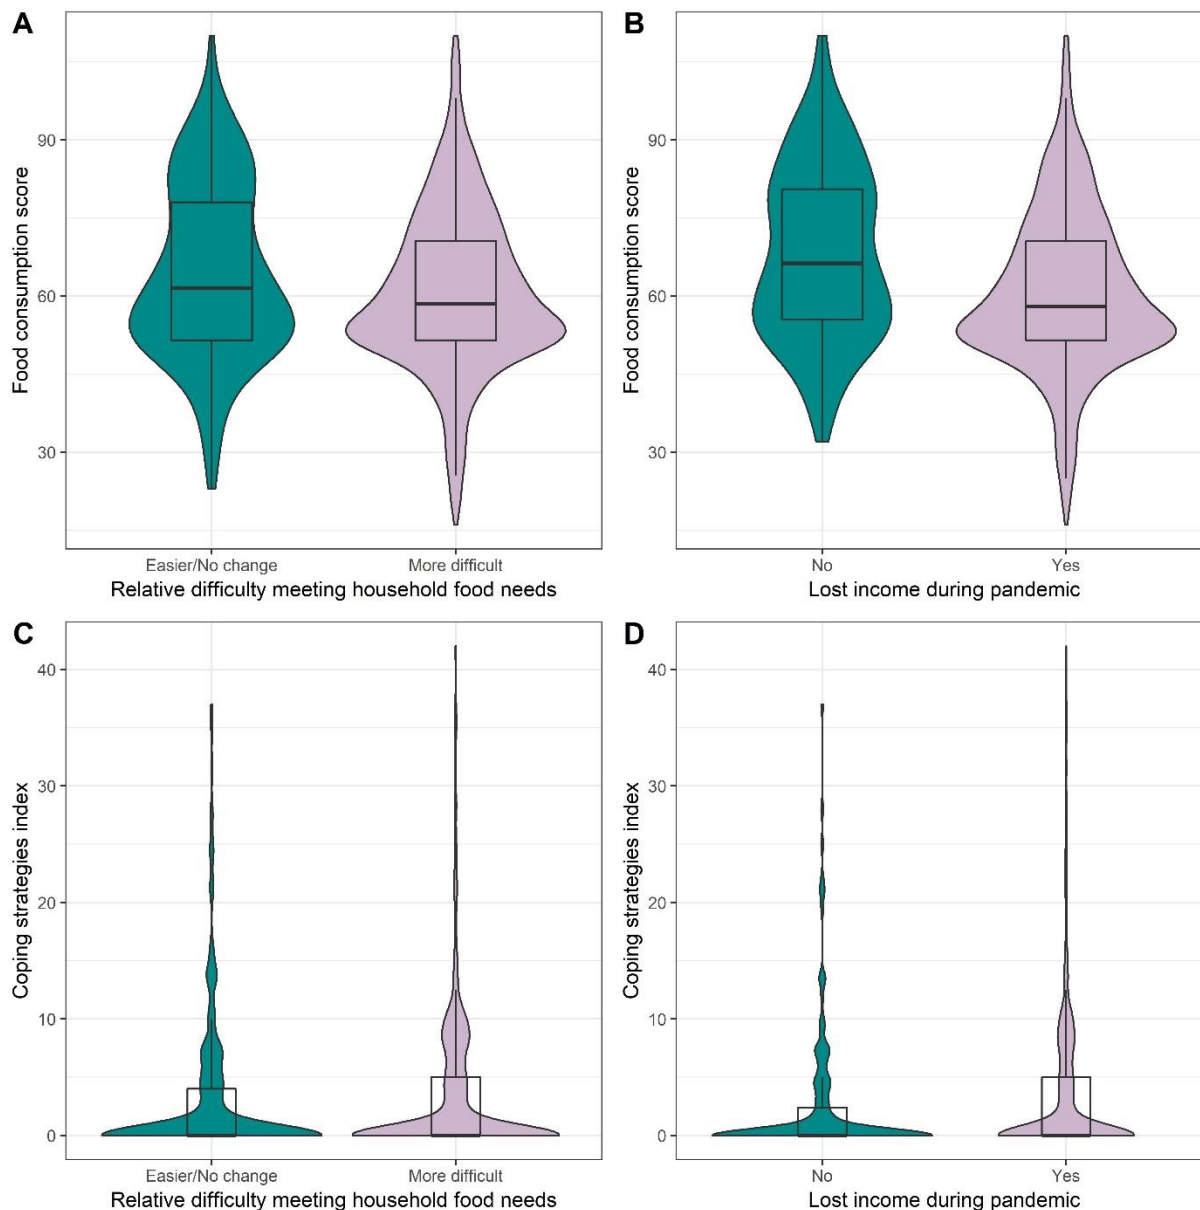 A
B
Food consumption score
90
60
30
Food consumption score
90
60
30
Easier/No change
More difficult
No
Yes
Relative difficulty meeting household food needs
Lost income during pandemic
C
D
Coping strategies index
40
30
20
10
0
Coping strategies index
40
30
20
10
0
Easier/No change
More difficult
No
Yes
Relative difficulty meeting household food needs
Lost income during pandemic